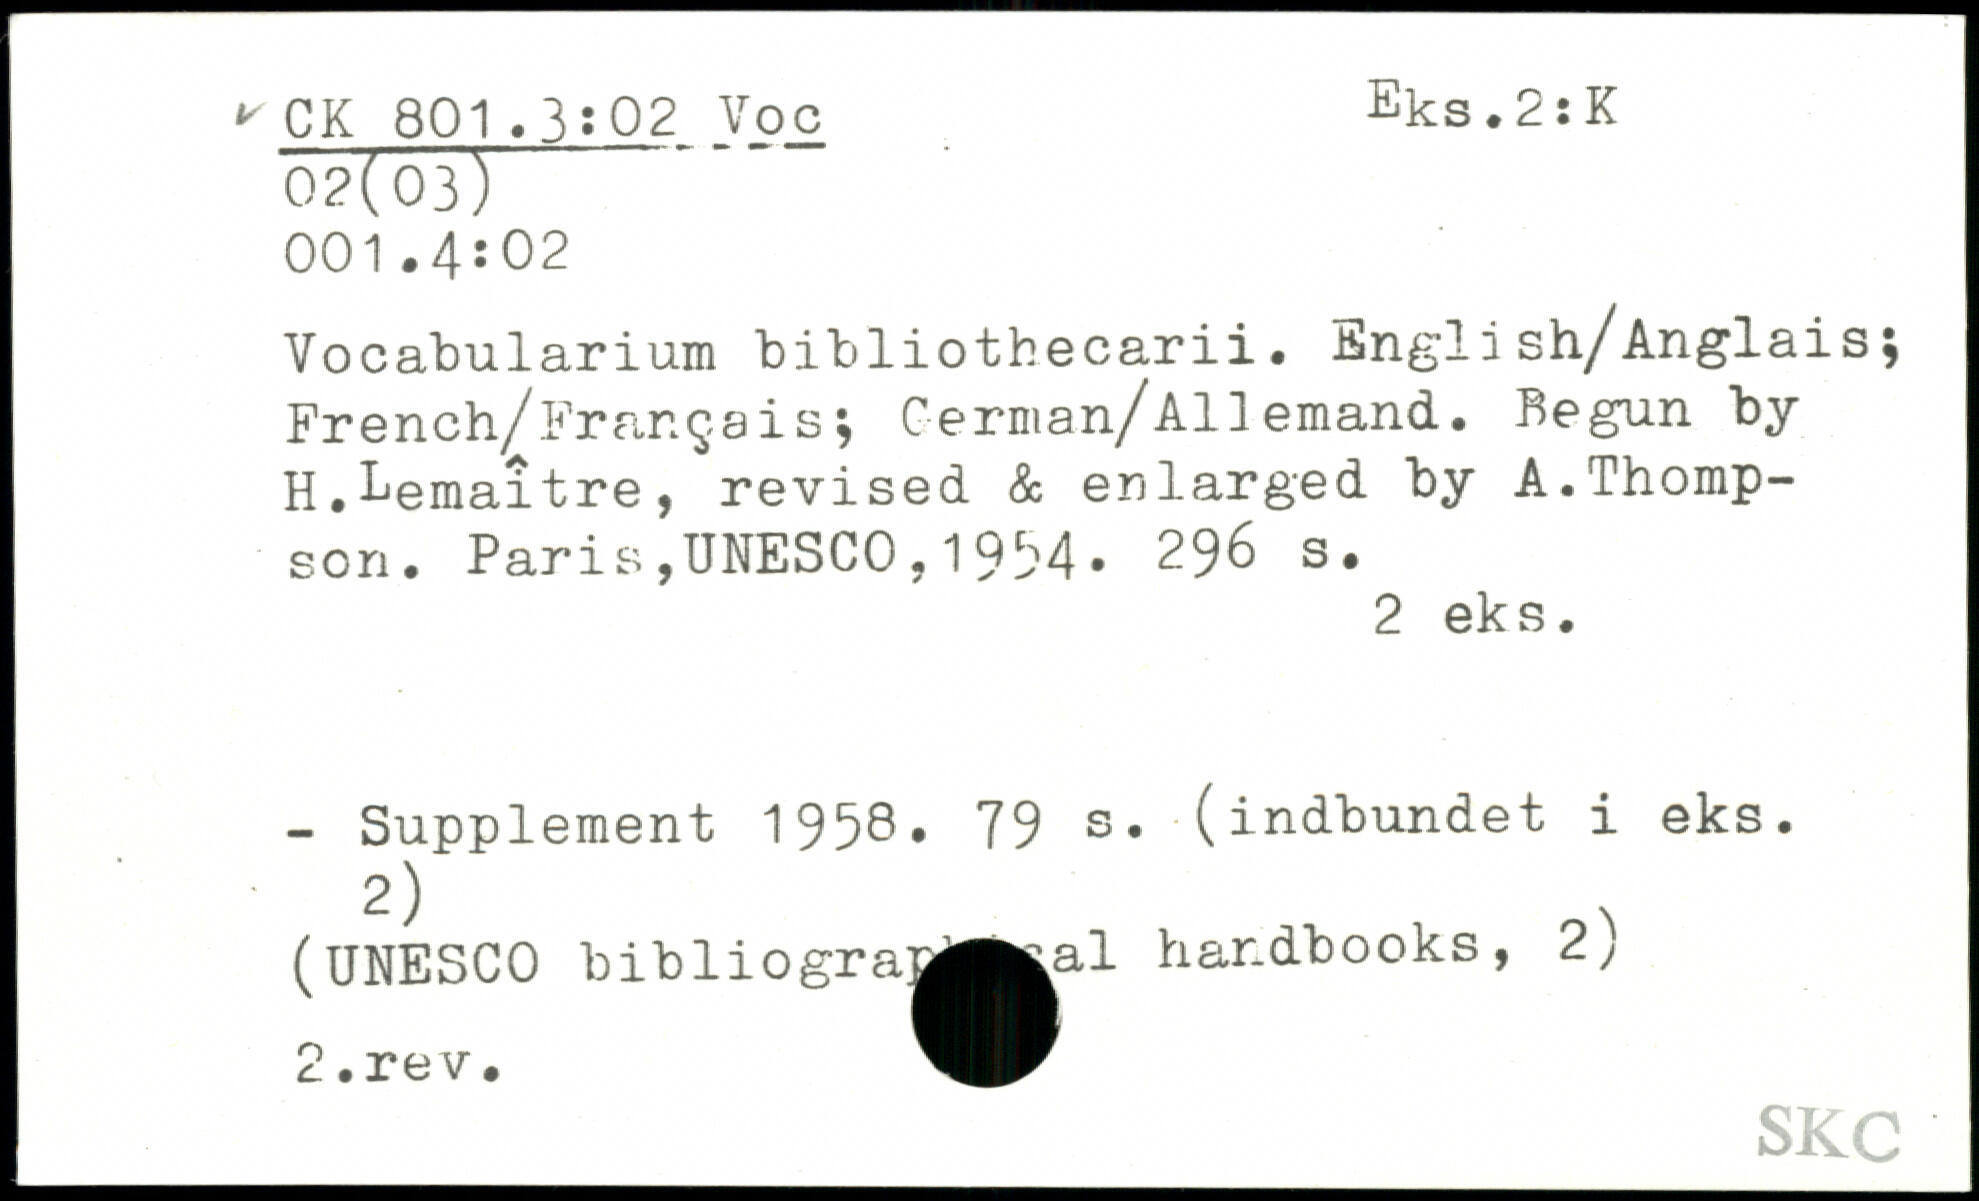 ✓ CK 801.3:02 Voc
Eks.2:K
02(03)
001.4:02
Vocabularium bibliothecarii. English/Anglais;
French/Français; German/Allemand. Begun by
H.Lemaître, revised & enlarged by A.Thomp-
son. Paris,UNESCO,1954. 296 s.
2 eks.
- Supplement 1958. 79 s. (indbundet i eks.
2)
(UNESCO bibliographical handbooks, 2)
2.rev.
SKC